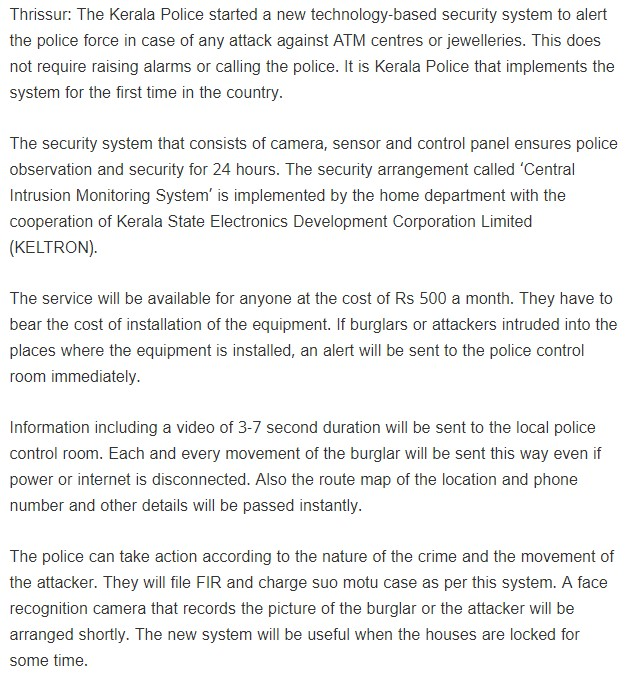 Thrissur: The Kerala Police started a new technology-based security system to alert
the police force in case of any attack against ATM centres or jewelleries. This does
not require raising alarms or calling the police. It is Kerala Police that implements the
system for the first time in the country.
The security system that consists of camera, sensor and control panel ensures police
observation and security for 24 hours. The security arrangement called ‘Central
Intrusion Monitoring System’ is implemented by the home department with the
cooperation of Kerala State Electronics Development Corporation Limited
(KELTRON).
The service will be available for anyone at the cost of Rs 500 a month. They have to
bear the cost of installation of the equipment. If burglars or attackers intruded into the
places where the equipment is installed, an alert will be sent to the police control
room immediately.
Information including a video of 3-7 second duration will be sent to the local police
control room. Each and every movement of the burglar will be sent this way even if
power or internet is disconnected. Also the route map of the location and phone
number and other details will be passed instantly.
The police can take action according to the nature of the crime and the movement of
the attacker. They will file FIR and charge suo motu case as per this system. A face
recognition camera that records the picture of the burglar or the attacker will be
arranged shortly. The new system will be useful when the houses are locked for
some time.